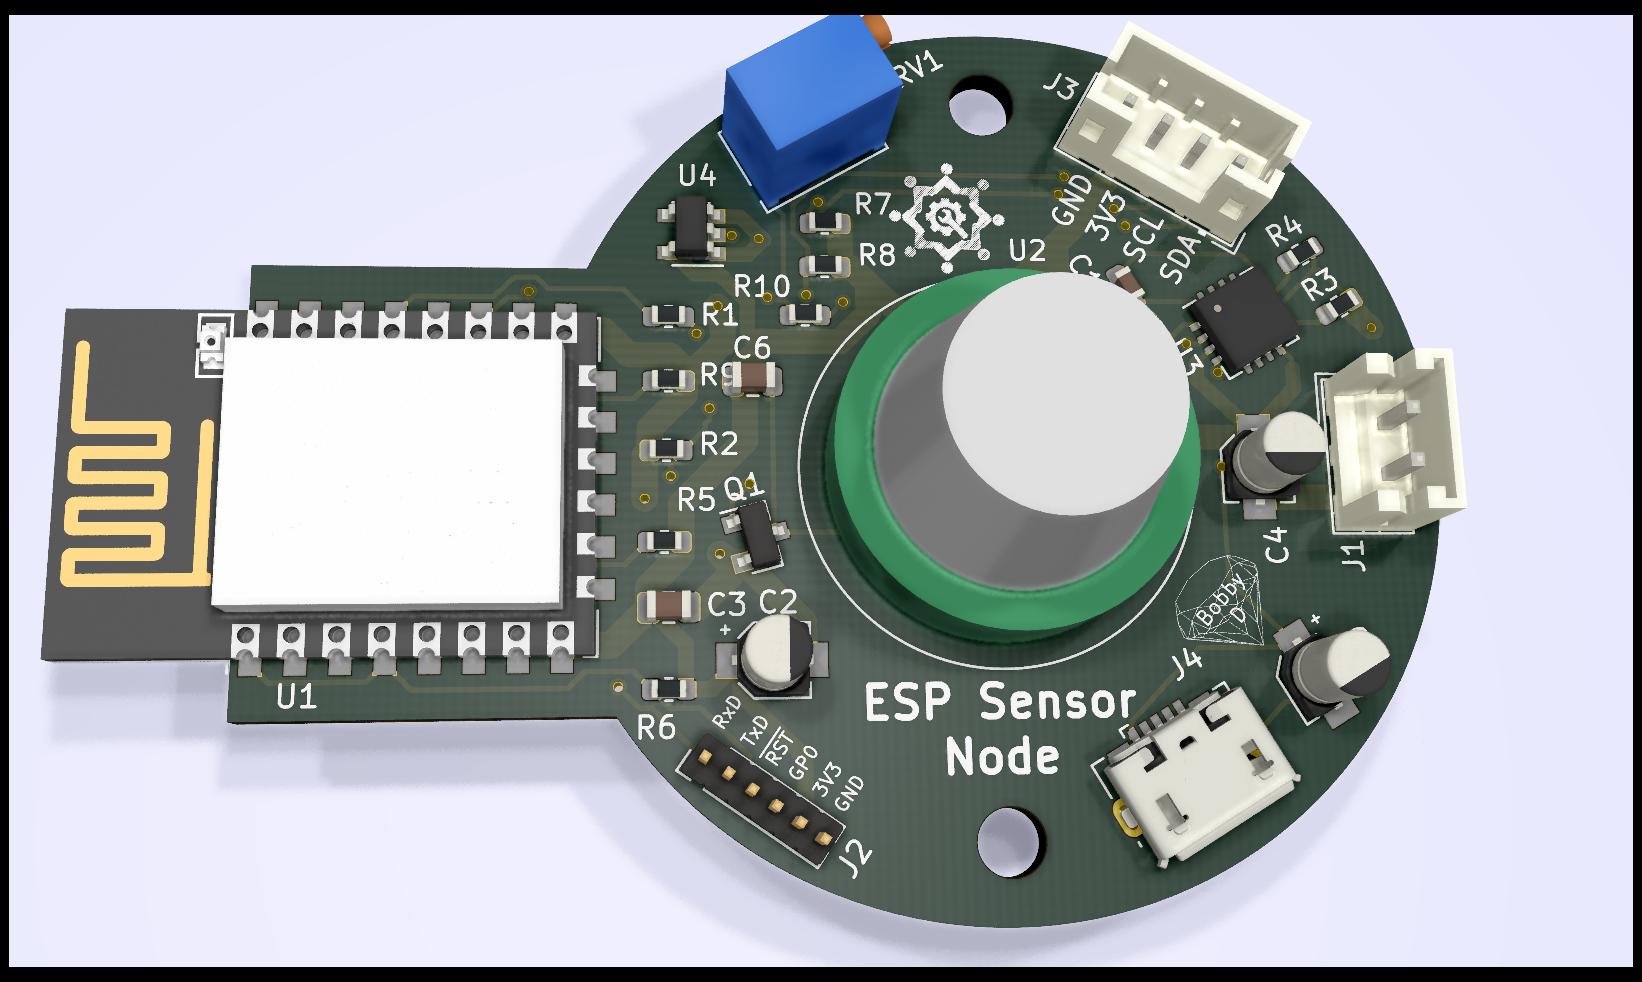 RV1
J3
U4
R7
R8
U2
GND
3V3
SCL
SDA
R4
R3
R10
R1
C6
R9
R2
R5
Q1
C4
J1
C3
C2
+
Bobby
D
+
J4
U1
R6
RxD
TxD
RST
GPO
3V3
GND
J2
ESP Sensor
Node